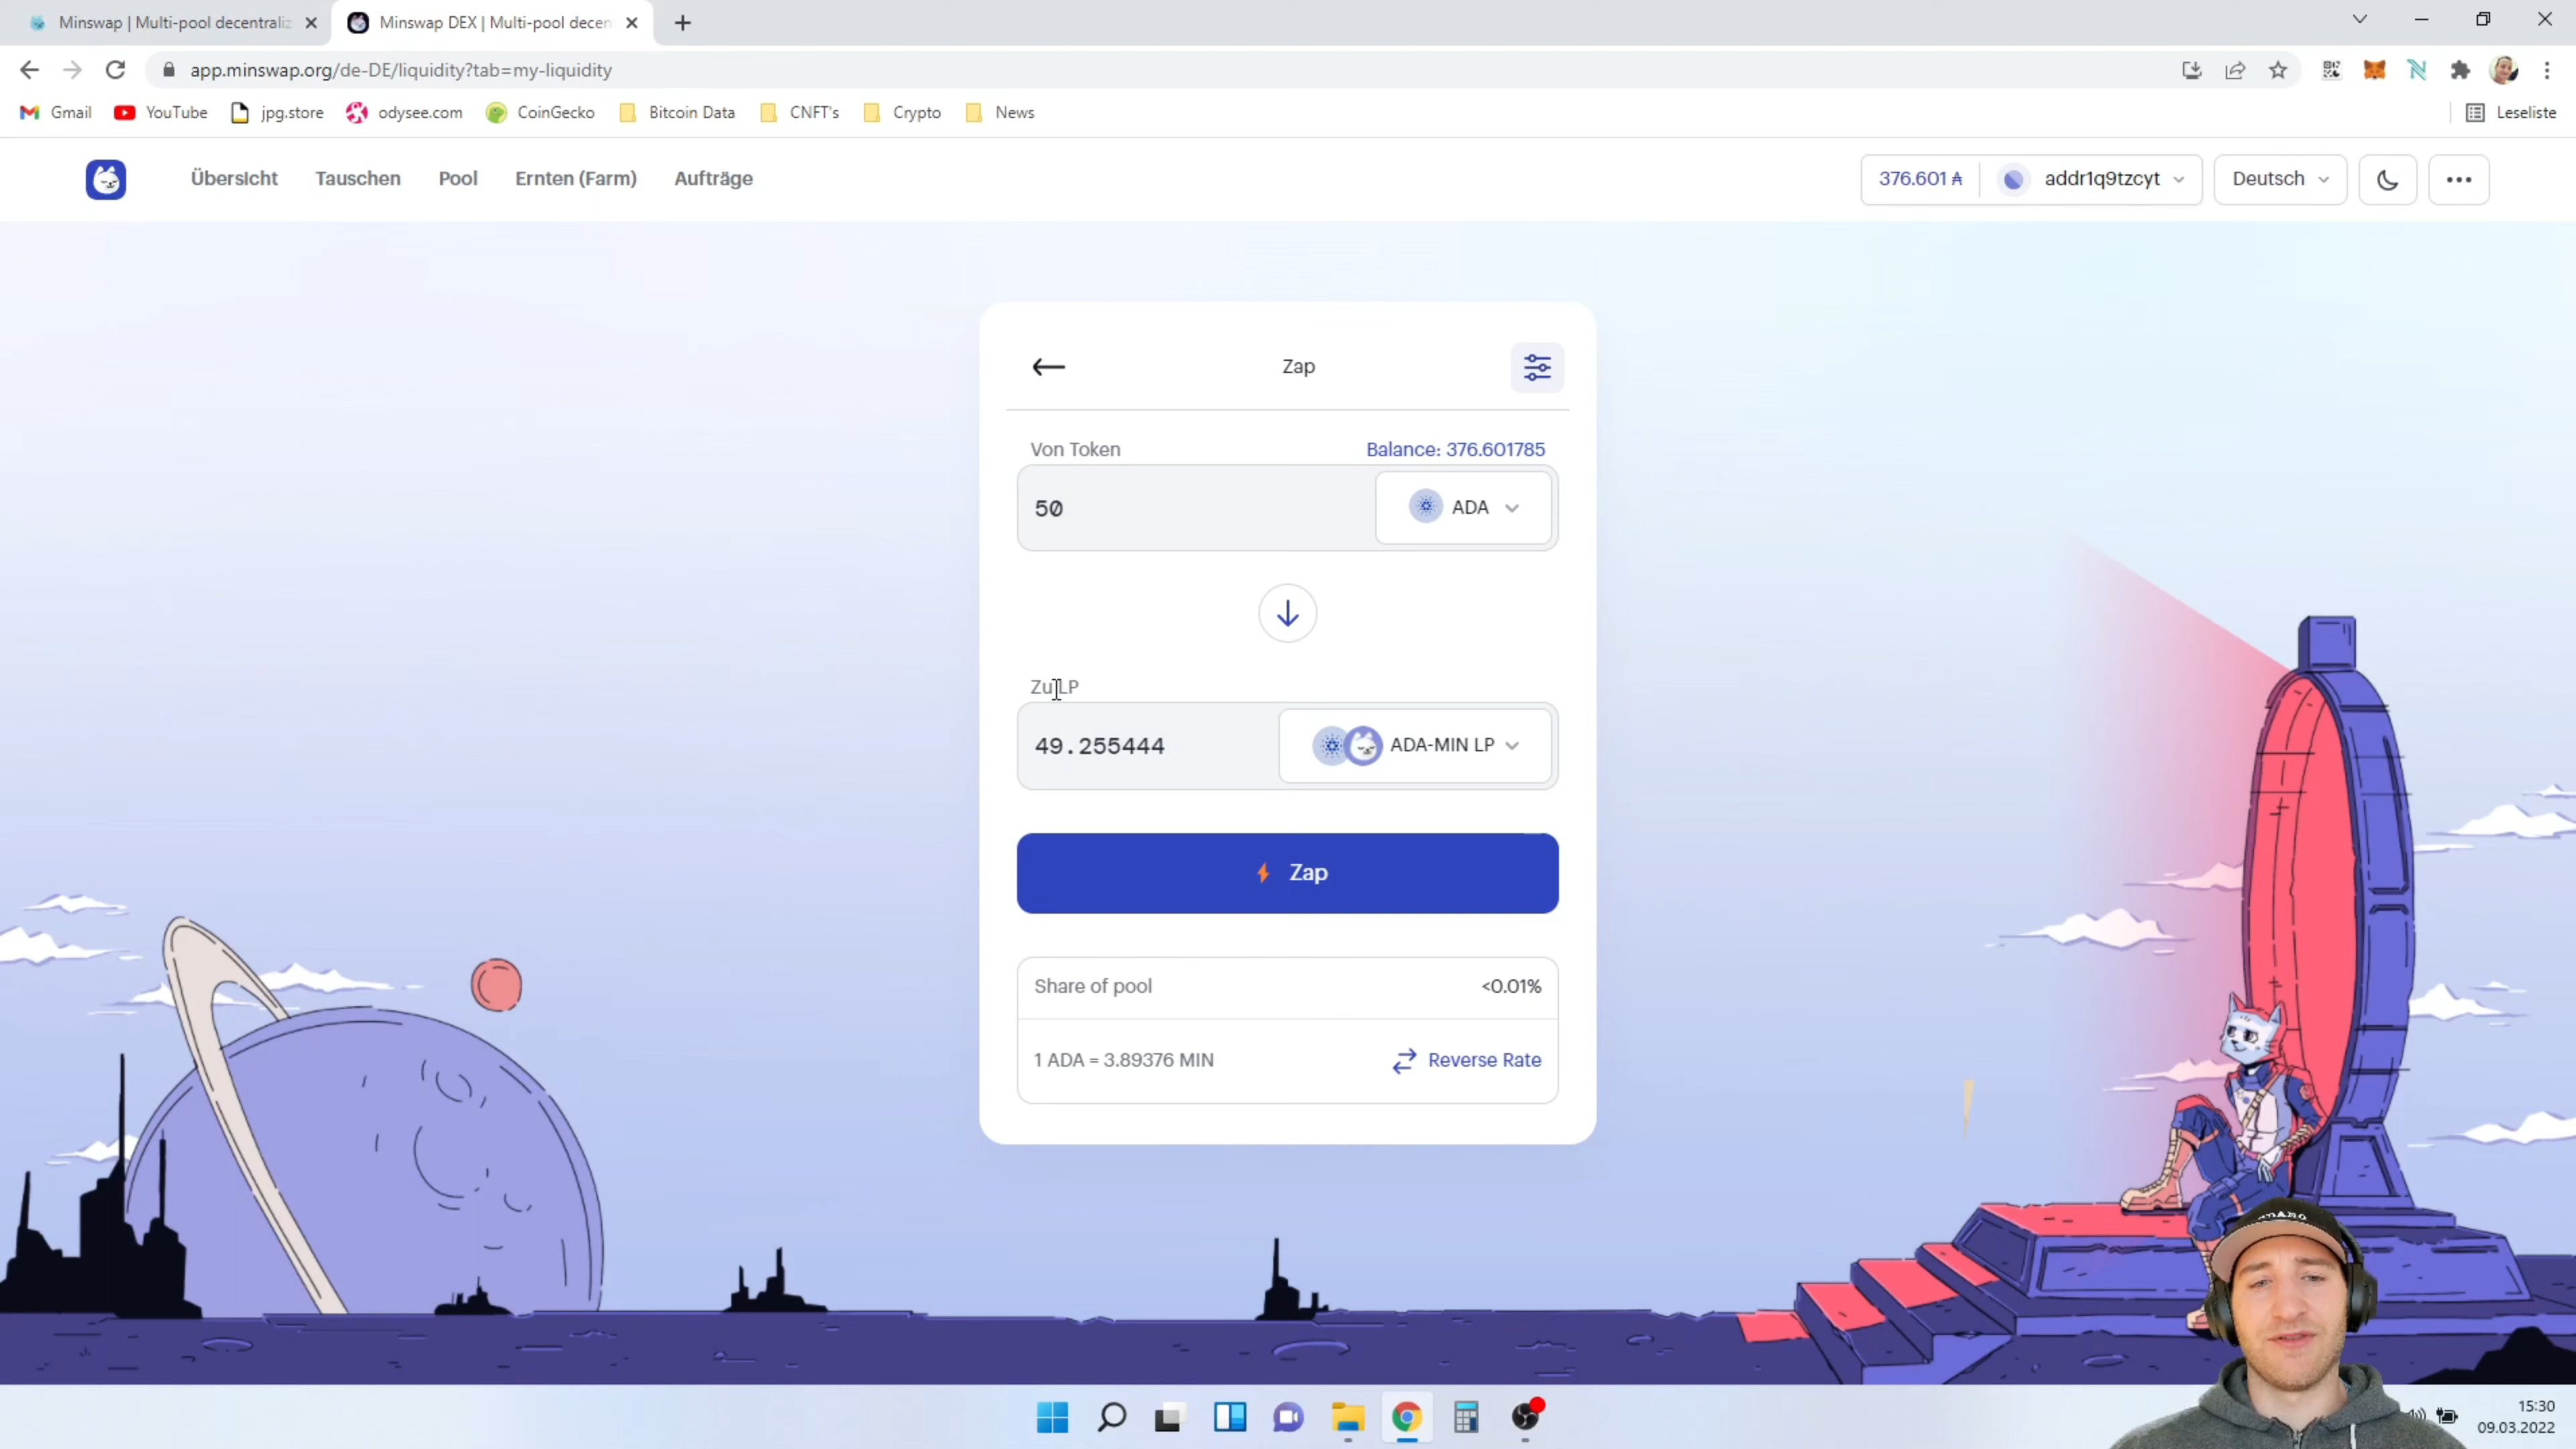 Minswap | Multi-pool decentraliz
Minswap DEX | Multi-pool decen
app.minswap.org/de-DE/liquidity?tab=my-liquidity
Gmail
YouTube
jpg.store
odysee.com
CoinGecko
Bitcoin Data
CNFT's
Crypto
News
Leseliste
Übersicht
Tauschen
Pool
Ernten (Farm)
Aufträge
376.601 ₳
addr1q9tzcyt
Deutsch
Zap
Von Token
Balance: 376.601785
50
ADA
Zu LP
49.255444
ADA-MIN LP
Zap
Share of pool
<0.01%
1 ADA = 3.89376 MIN
Reverse Rate
15:30
09.03.2022